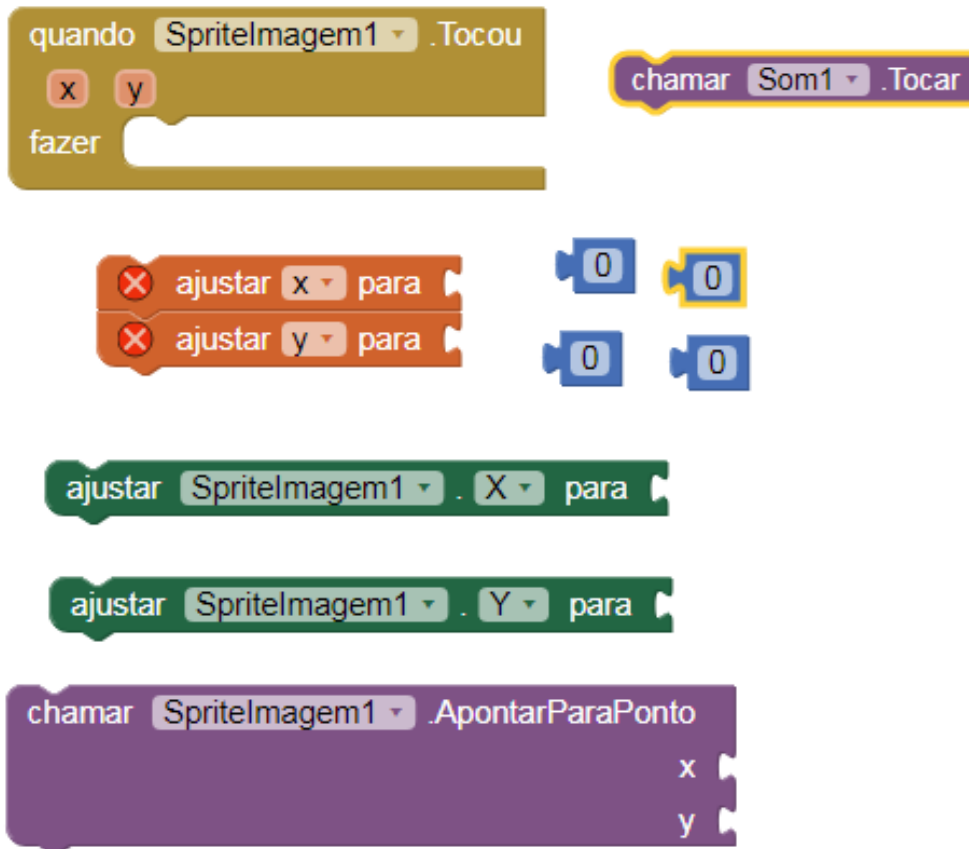 quando SpriteImagem1 .Tocou
x y
fazer
chamar Som1 .Tocar
ajustar x para
ajustar y para
0
0
0
0
ajustar SpriteImagem1 . X para
ajustar SpriteImagem1 . Y para
chamar SpriteImagem1 .ApontarParaPonto
x
y